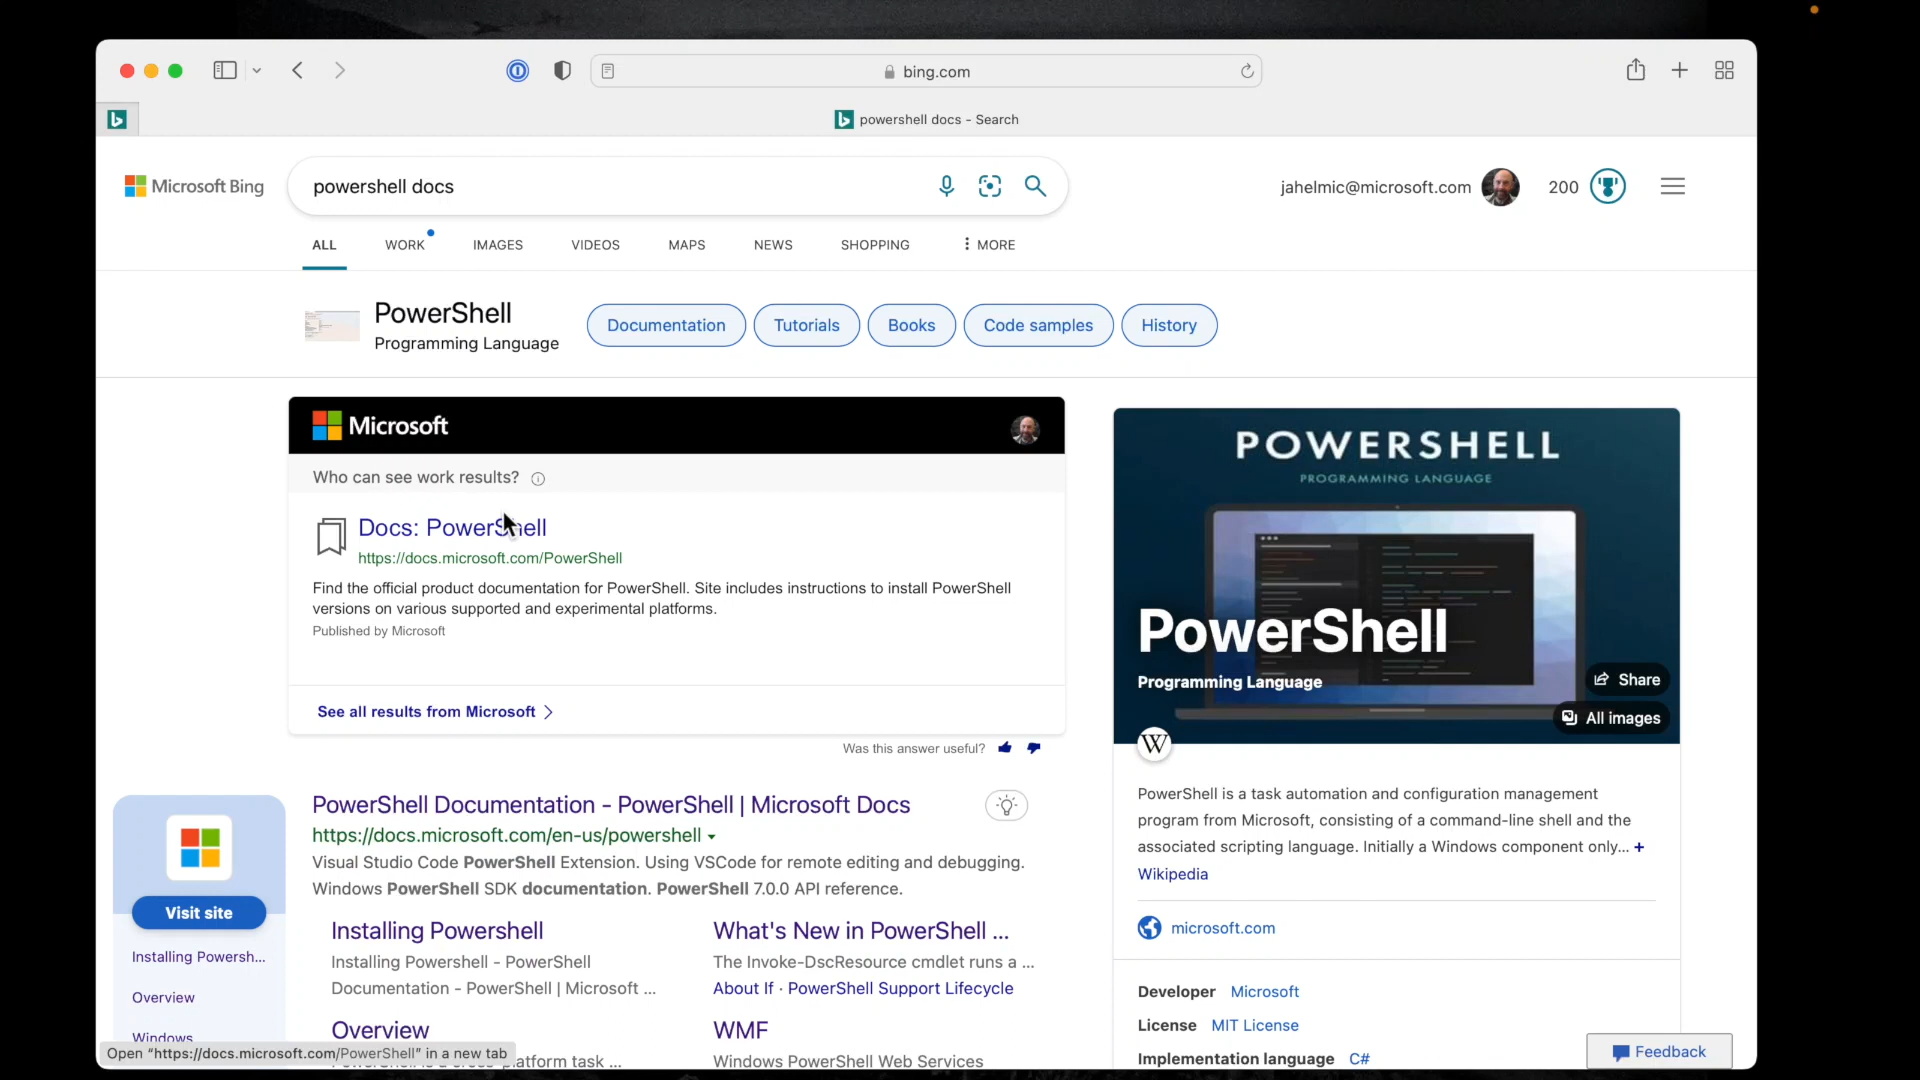 bing.com
powershell docs - Search
Microsoft Bing
powershell docs
jahelmic@microsoft.com
200
ALL
WORK
IMAGES
VIDEOS
MAPS
NEWS
SHOPPING
MORE
PowerShell
Programming Language
Documentation
Tutorials
Books
Code samples
History
Microsoft
Who can see work results?
Docs: PowerShell
https://docs.microsoft.com/PowerShell
Find the official product documentation for PowerShell. Site includes instructions to install PowerShell
versions on various supported and experimental platforms.
Published by Microsoft
See all results from Microsoft
Was this answer useful?
PowerShell Documentation - PowerShell | Microsoft Docs
https://docs.microsoft.com/en-us/powershell
Visual Studio Code PowerShell Extension. Using VSCode for remote editing and debugging.
Windows PowerShell SDK documentation. PowerShell 7.0.0 API reference.
Installing Powershell
Installing Powershell - PowerShell
Documentation - PowerShell | Microsoft ...
What's New in PowerShell ...
The Invoke-DscResource cmdlet runs a ...
About If · PowerShell Support Lifecycle
Overview
WMF
Windows PowerShell Web Services
Visit site
Installing Powersh...
Overview
Windows
Open “https://docs.microsoft.com/PowerShell” in a new tab
POWERSHELL
PROGRAMMING LANGUAGE
PowerShell
Programming Language
Share
All images
W
PowerShell is a task automation and configuration management
program from Microsoft, consisting of a command-line shell and the
associated scripting language. Initially a Windows component only... +
Wikipedia
microsoft.com
Developer Microsoft
License MIT License
Implementation language C#
Feedback